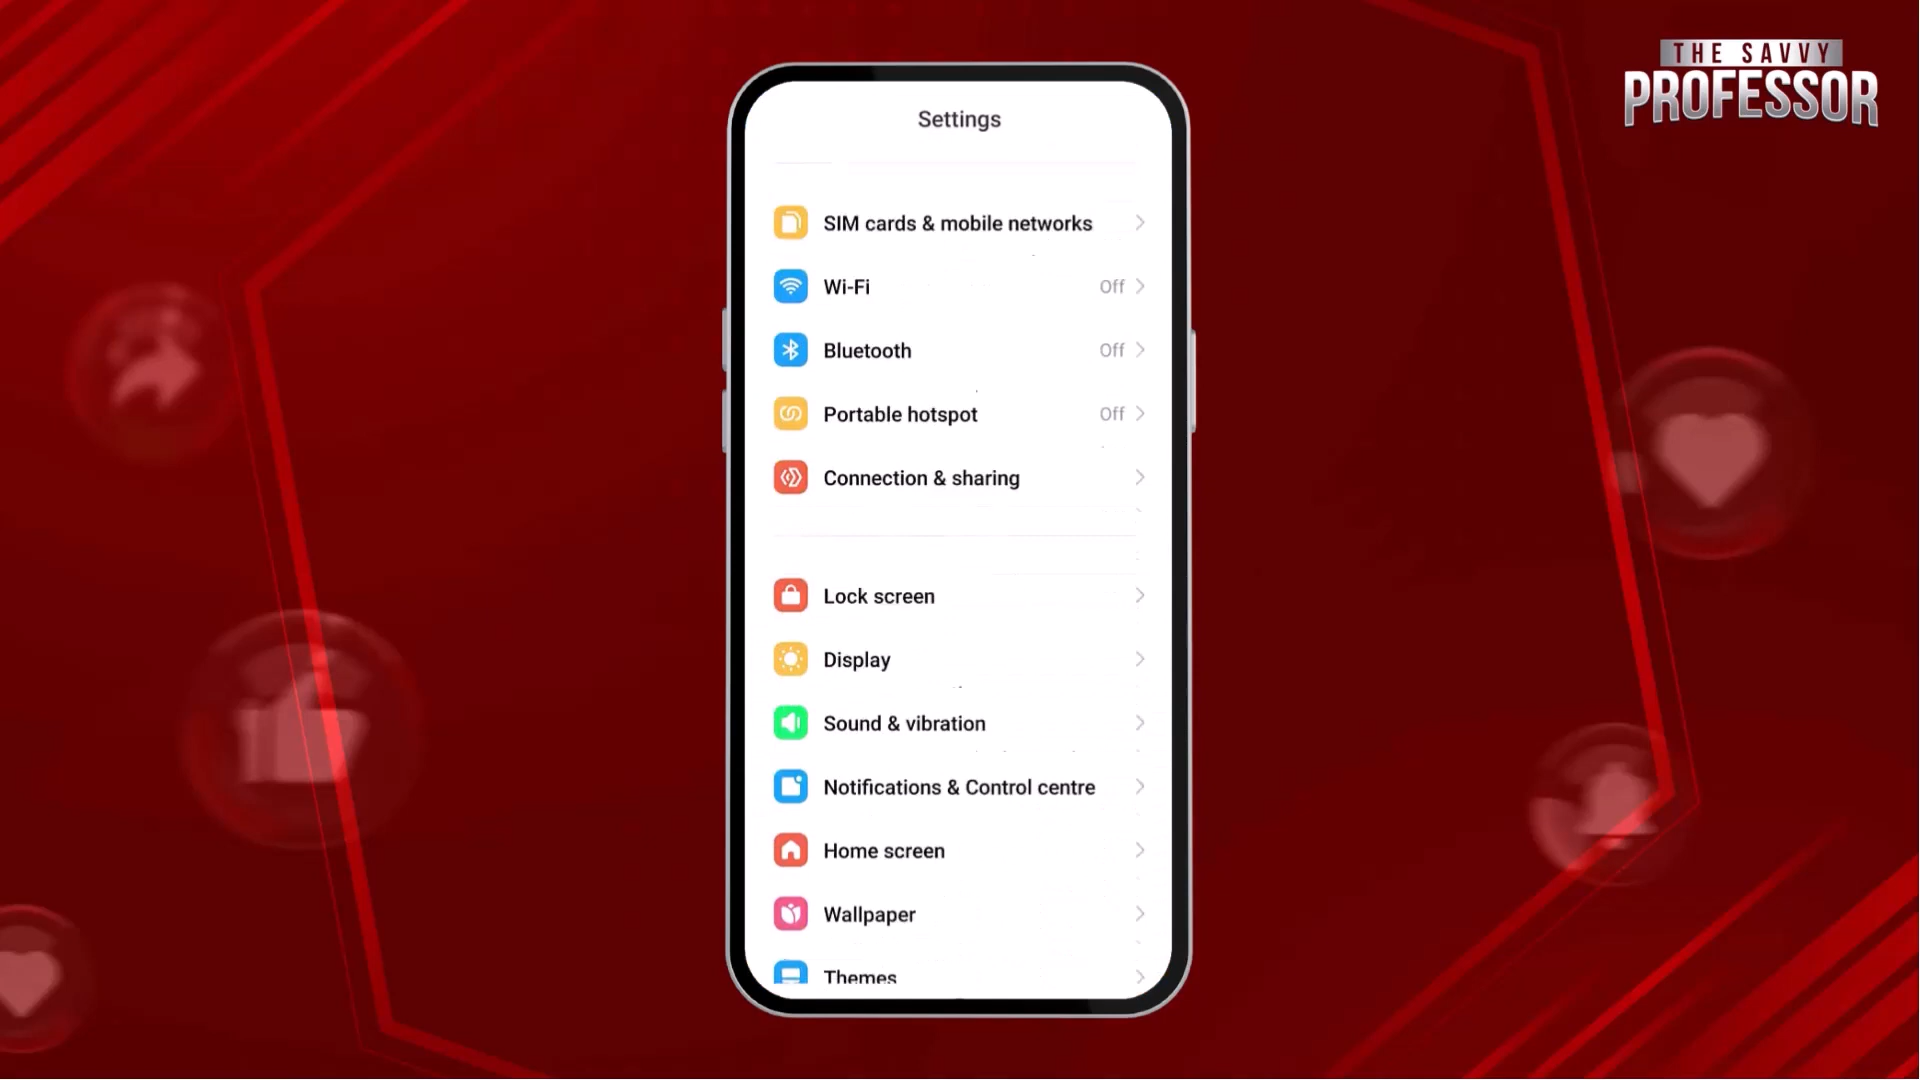 THE SAVVY
PROFESSOR
Settings
SIM cards & mobile networks
Wi-Fi Off
Bluetooth Off
Portable hotspot Off
Connection & sharing
Lock screen
Display
Sound & vibration
Notifications & Control centre
Home screen
Wallpaper
Themes